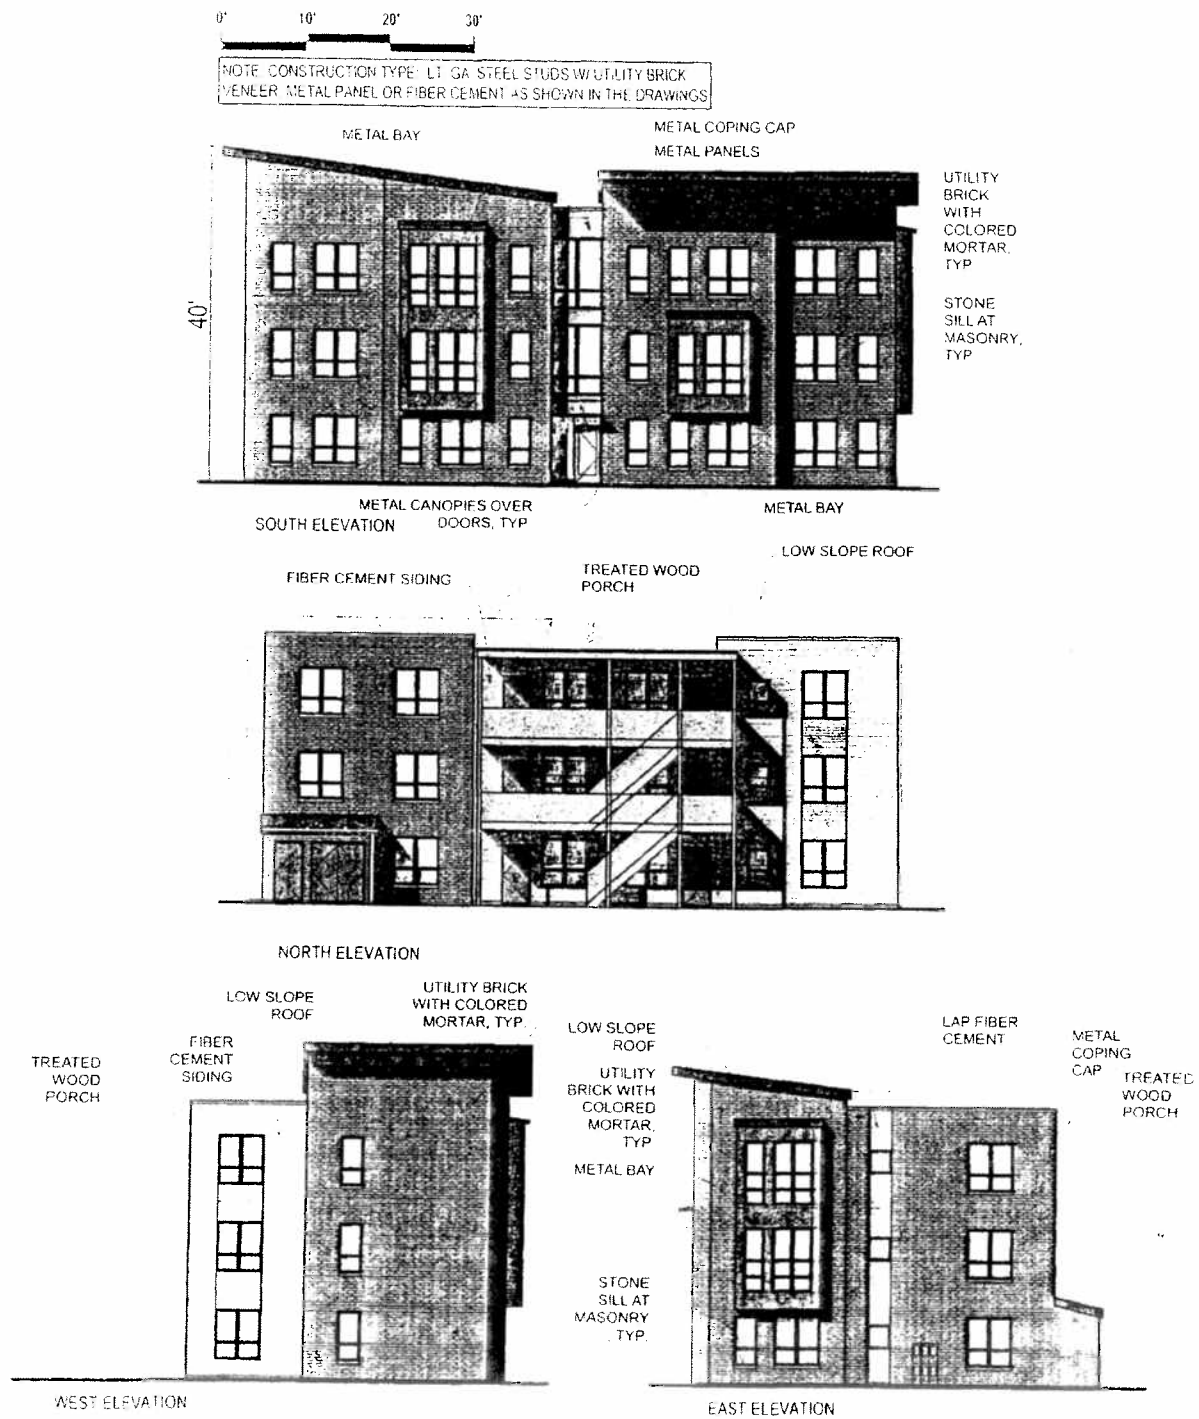 0' 10' 20' 30'
NOTE: CONSTRUCTION TYPE: LT. GA. STEEL STUDS W/ UTILITY BRICK
VENEER, METAL PANEL OR FIBER CEMENT AS SHOWN IN THE DRAWINGS
METAL BAY
METAL COPING CAP
METAL PANELS
UTILITY
BRICK
WITH
COLORED
MORTAR,
TYP
STONE
SILL AT
MASONRY,
TYP
40'
METAL CANOPIES OVER
DOORS, TYP
METAL BAY
SOUTH ELEVATION
LOW SLOPE ROOF
FIBER CEMENT SIDING
TREATED WOOD
PORCH
NORTH ELEVATION
LOW SLOPE
ROOF
UTILITY BRICK
WITH COLORED
MORTAR, TYP.
FIBER
CEMENT
SIDING
TREATED
WOOD
PORCH
WEST ELEVATION
LOW SLOPE
ROOF
UTILITY
BRICK WITH
COLORED
MORTAR,
TYP
METAL BAY
STONE
SILL AT
MASONRY,
TYP.
LAP FIBER
CEMENT
METAL
COPING
CAP
TREATED
WOOD
PORCH
EAST ELEVATION